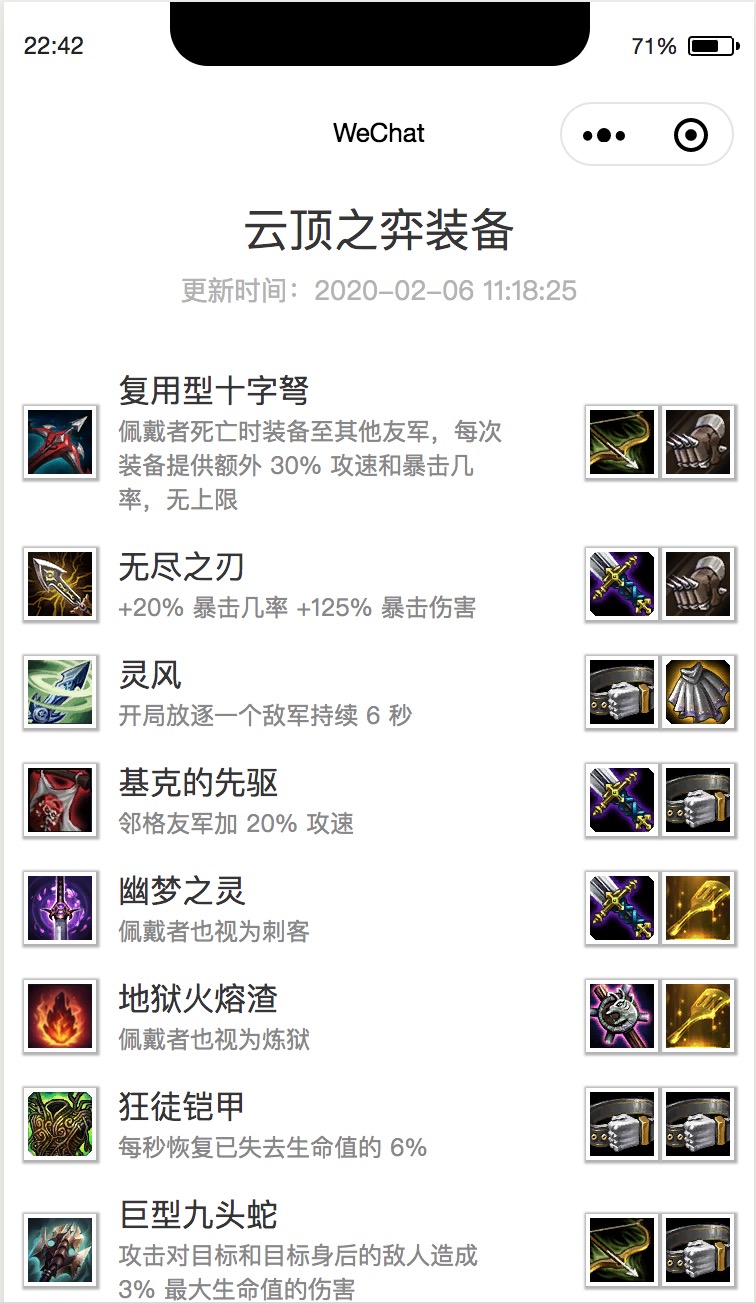 22:42
71%
WeChat
云顶之弈装备
更新时间：2020-02-06 11:18:25
复用型十字弩
佩戴者死亡时装备至其他友军，每次
装备提供额外 30% 攻速和暴击几
率，无上限
无尽之刃
+20% 暴击几率 +125% 暴击伤害
灵风
开局放逐一个敌军持续 6 秒
基克的先驱
邻格友军加 20% 攻速
幽梦之灵
佩戴者也视为刺客
地狱火熔渣
佩戴者也视为炼狱
狂徒铠甲
每秒恢复已失去生命值的 6%
巨型九头蛇
攻击对目标和目标身后的敌人造成
3% 最大生命值的伤害